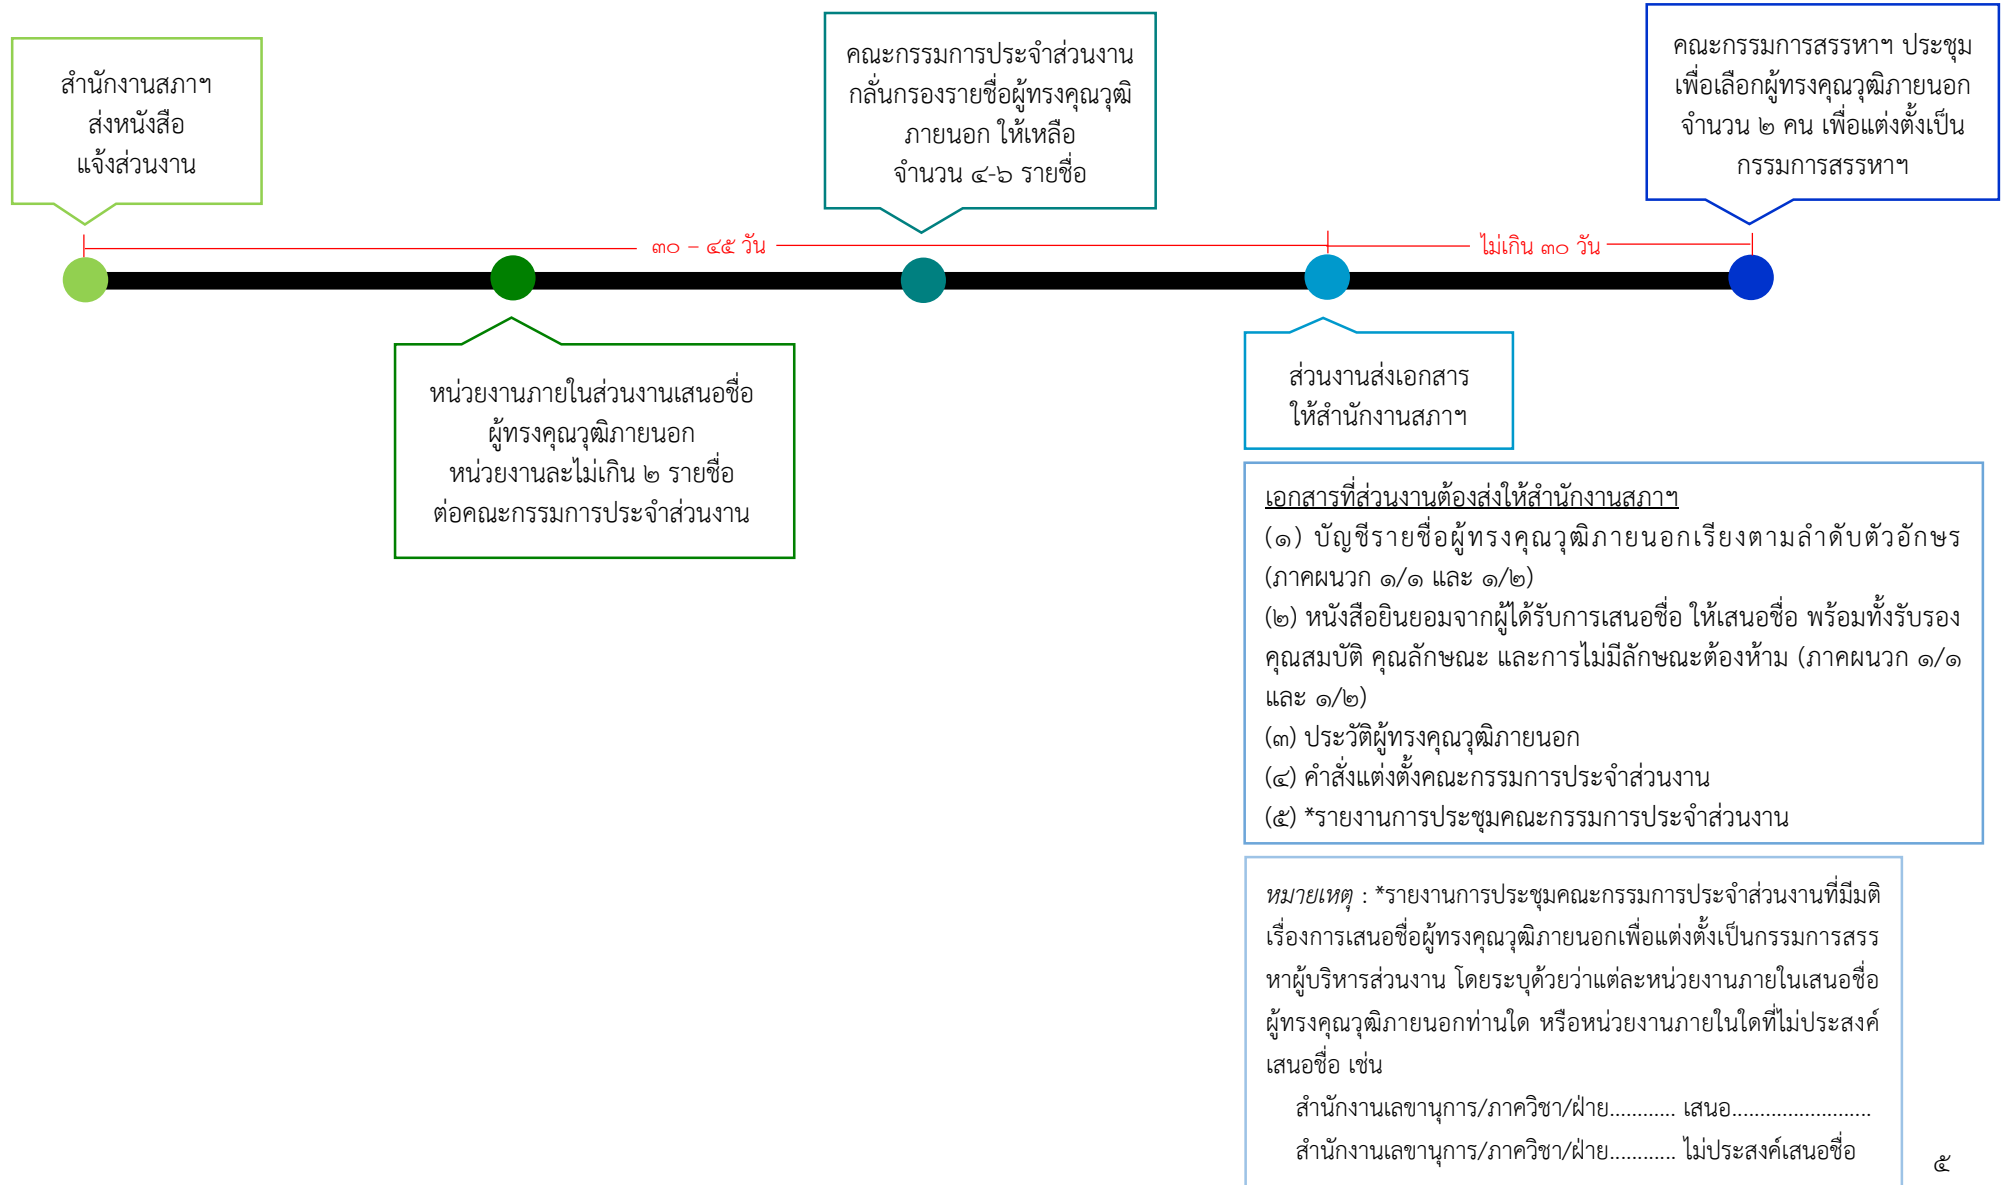 สำนักงานสภาฯ
ส่งหนังสือ
แจ้งส่วนงาน
คณะกรรมการประจำส่วนงาน
กลั่นกรองรายชื่อผู้ทรงคุณวุฒิ
ภายนอก ให้เหลือ
จำนวน ๔-๖ รายชื่อ
คณะกรรมการสรรหาฯ ประชุม
เพื่อเลือกผู้ทรงคุณวุฒิภายนอก
จำนวน ๒ คน เพื่อแต่งตั้งเป็น
กรรมการสรรหาฯ
๓๐ – ๔๕ วัน
ไม่เกิน ๓๐ วัน
หน่วยงานภายในส่วนงานเสนอชื่อ
ผู้ทรงคุณวุฒิภายนอก
หน่วยงานละไม่เกิน ๒ รายชื่อ
ต่อคณะกรรมการประจำส่วนงาน
ส่วนงานส่งเอกสาร
ให้สำนักงานสภาฯ
เอกสารที่ส่วนงานต้องส่งให้สำนักงานสภาฯ
(๑) บัญชีรายชื่อผู้ทรงคุณวุฒิภายนอกเรียงตามลำดับตัวอักษร
(ภาคผนวก ๑/๑ และ ๑/๒)
(๒) หนังสือยินยอมจากผู้ได้รับการเสนอชื่อ ให้เสนอชื่อ พร้อมทั้งรับรอง
คุณสมบัติ คุณลักษณะ และการไม่มีลักษณะต้องห้าม (ภาคผนวก ๑/๑
และ ๑/๒)
(๓) ประวัติผู้ทรงคุณวุฒิภายนอก
(๔) คำสั่งแต่งตั้งคณะกรรมการประจำส่วนงาน
(๕) *รายงานการประชุมคณะกรรมการประจำส่วนงาน
หมายเหตุ : *รายงานการประชุมคณะกรรมการประจำส่วนงานที่มีมติ
เรื่องการเสนอชื่อผู้ทรงคุณวุฒิภายนอกเพื่อแต่งตั้งเป็นกรรมการสรร
หาผู้บริหารส่วนงาน โดยระบุด้วยว่าแต่ละหน่วยงานภายในเสนอชื่อ
ผู้ทรงคุณวุฒิภายนอกท่านใด หรือหน่วยงานภายในใดที่ไม่ประสงค์
เสนอชื่อ เช่น
สำนักงานเลขานุการ/ภาควิชา/ฝ่าย............ เสนอ.........................
สำนักงานเลขานุการ/ภาควิชา/ฝ่าย............ ไม่ประสงค์เสนอชื่อ
๕